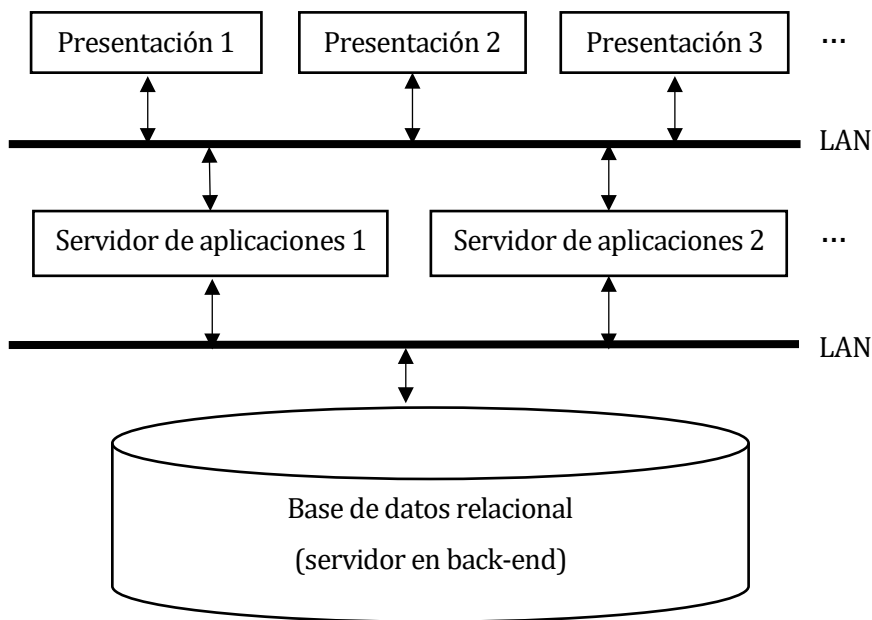 Presentación 1
Presentación 2
Presentación 3
...
LAN
Servidor de aplicaciones 1
Servidor de aplicaciones 2
...
LAN
Base de datos relacional
(servidor en back-end)